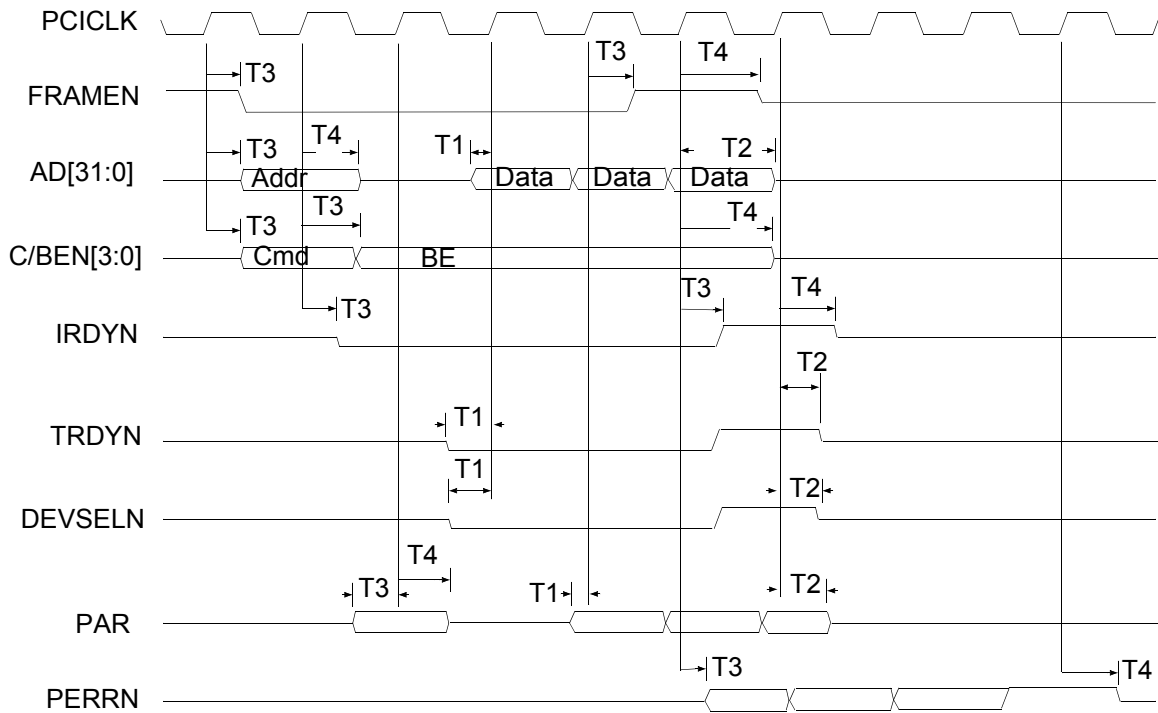 PCICLK
T3 T4
T3
FRAMEN
T3 T4 T1 T2
AD[31:0]
Addr Data Data Data
T3 T3 T4
C/BEN[3:0]
Cmd BE
T3 T3 T4
IRDYN
T2
T1
TRDYN
T1
T2
DEVSELN
T4
T3 T1 T2
PAR
T3 T4
PERRN